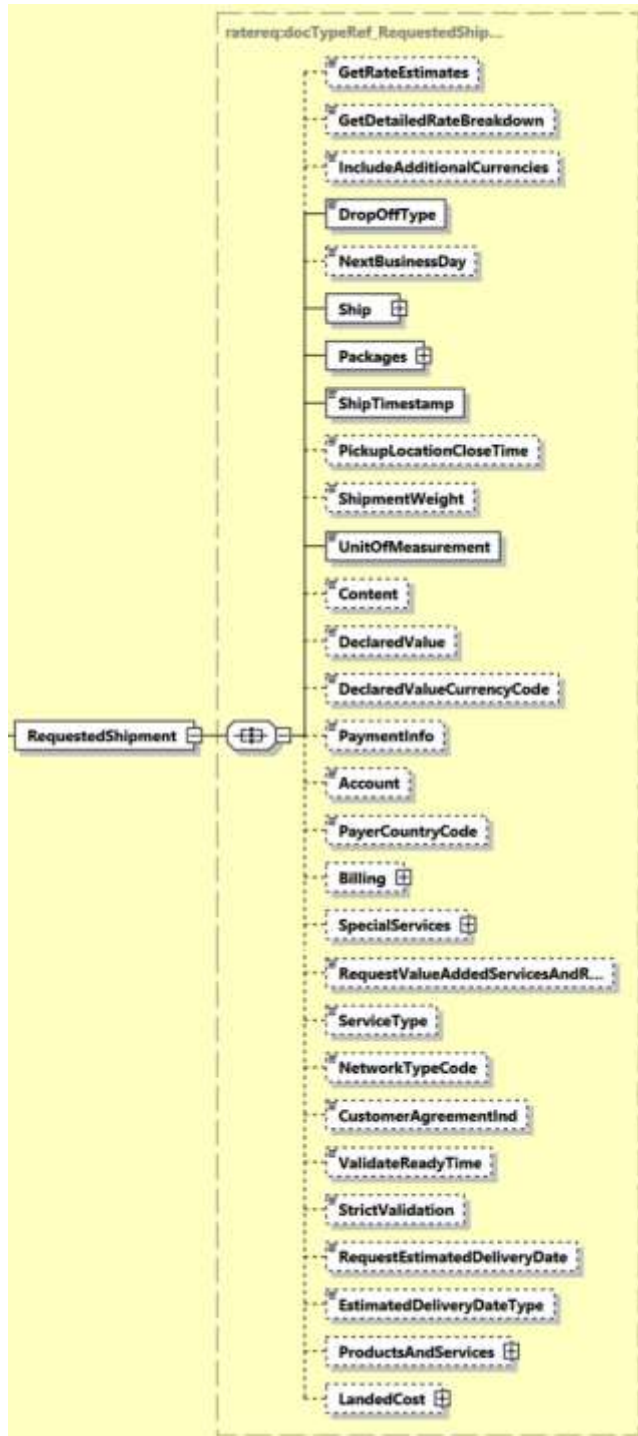 ratereq:docTypeRef_RequestedShip...
GetRateEstimates
GetDetailedRateBreakdown
IncludeAdditionalCurrencies
DropOffType
NextBusinessDay
Ship
Packages
ShipTimestamp
PickupLocationCloseTime
ShipmentWeight
UnitOfMeasurement
Content
DeclaredValue
DeclaredValueCurrencyCode
RequestedShipment
PaymentInfo
Account
PayerCountryCode
Billing
SpecialServices
RequestValueAddedServicesAndR...
ServiceType
NetworkTypeCode
CustomerAgreementInd
ValidateReadyTime
StrictValidation
RequestEstimatedDeliveryDate
EstimatedDeliveryDateType
ProductsAndServices
LandedCost